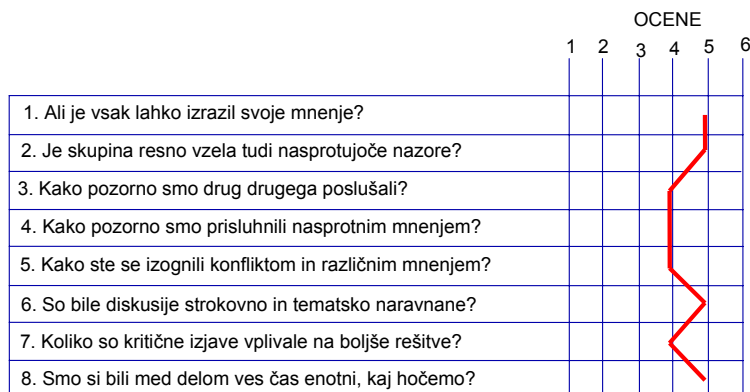 OCENE
1 2 3 4 5 6
1. Ali je vsak lahko izrazil svoje mnenje?
2. Je skupina resno vzela tudi nasprotujoče nazore?
3. Kako pozorno smo drug drugega poslušali?
4. Kako pozorno smo prisluhnili nasprotnim mnenjem?
5. Kako ste se izognili konfliktom in različnim mnenjem?
6. So bile diskusije strokovno in tematsko naravnane?
7. Koliko so kritične izjave vplivale na boljše rešitve?
8. Smo si bili med delom ves čas enotni, kaj hočemo?